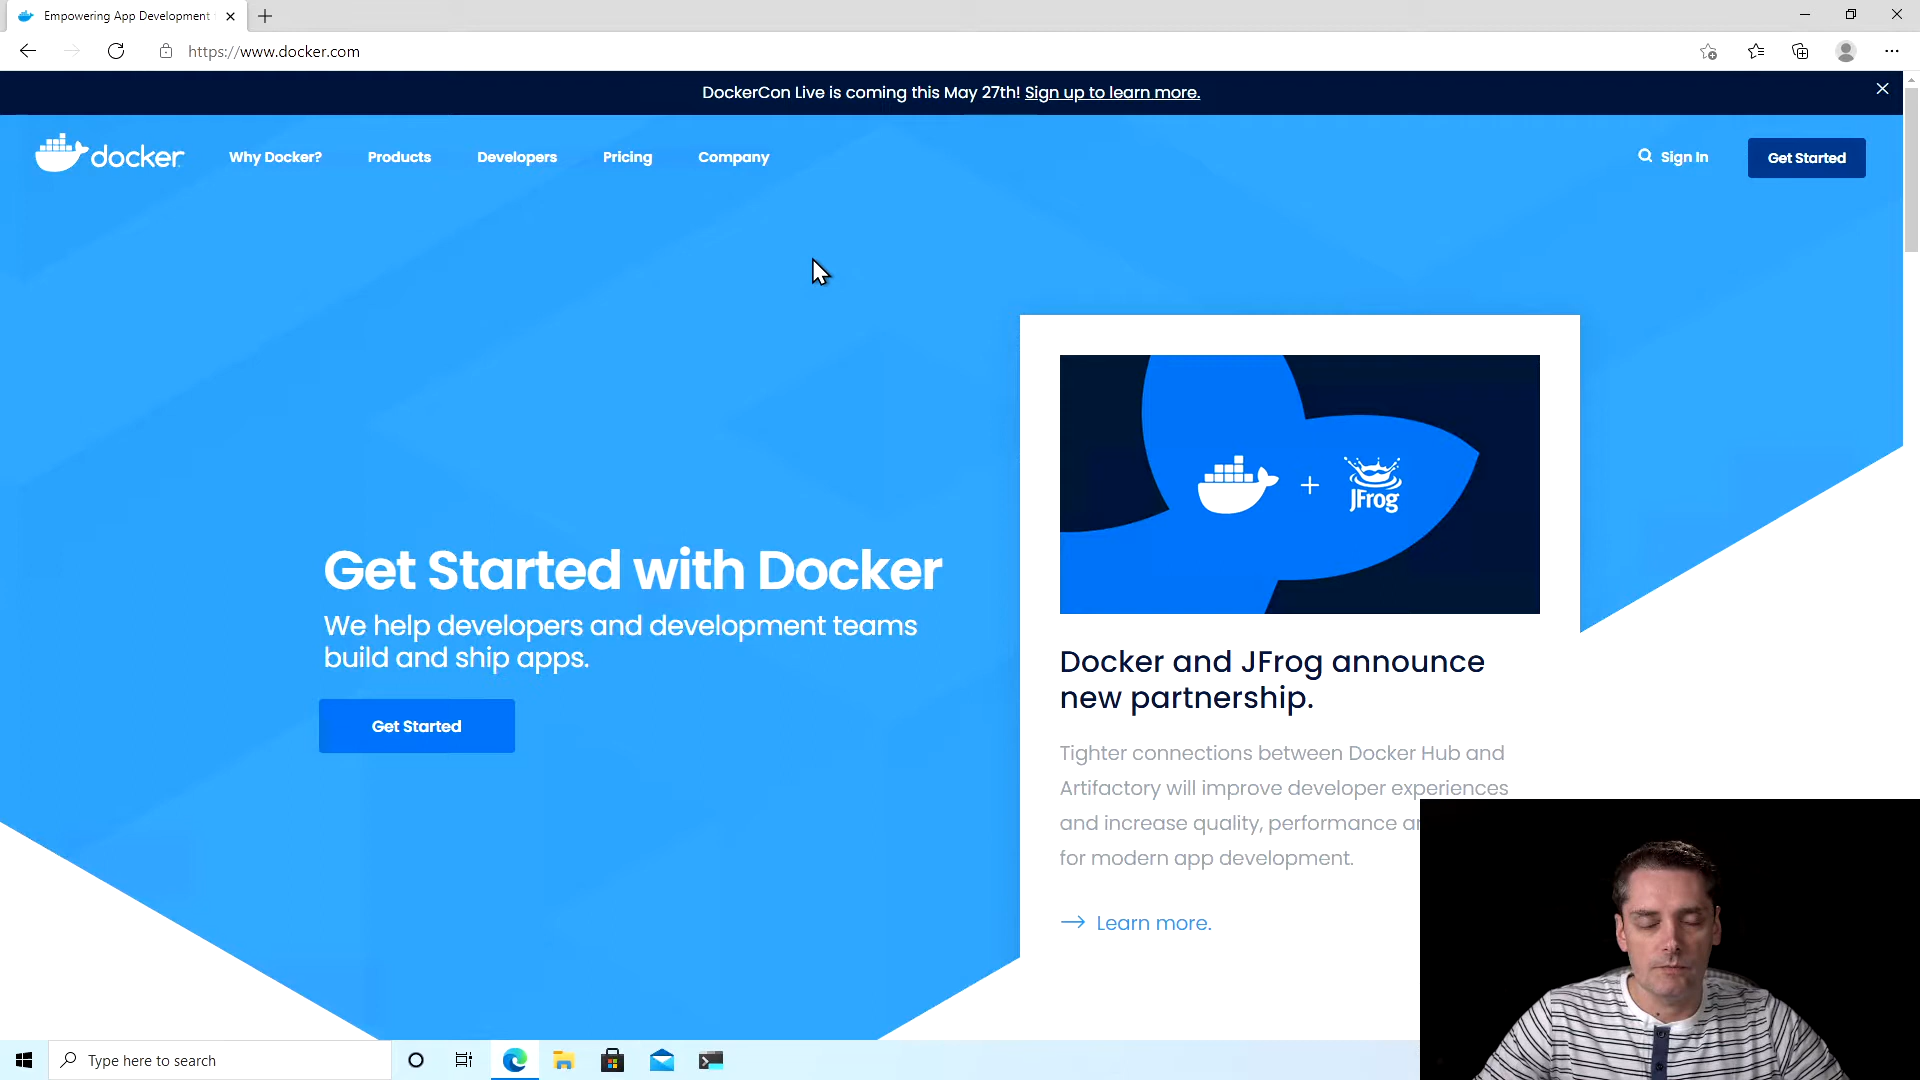 Empowering App Development
https://www.docker.com
DockerCon Live is coming this May 27th! Sign up to learn more.
docker
Why Docker?
Products
Developers
Pricing
Company
Sign In
Get Started
JFrog
Get Started with Docker
We help developers and development teams
build and ship apps.
Get Started
Docker and JFrog announce
new partnership.
Tighter connections between Docker Hub and
Artifactory will improve developer experiences
and increase quality, performance
for modern app development.
Learn more.
Type here to search